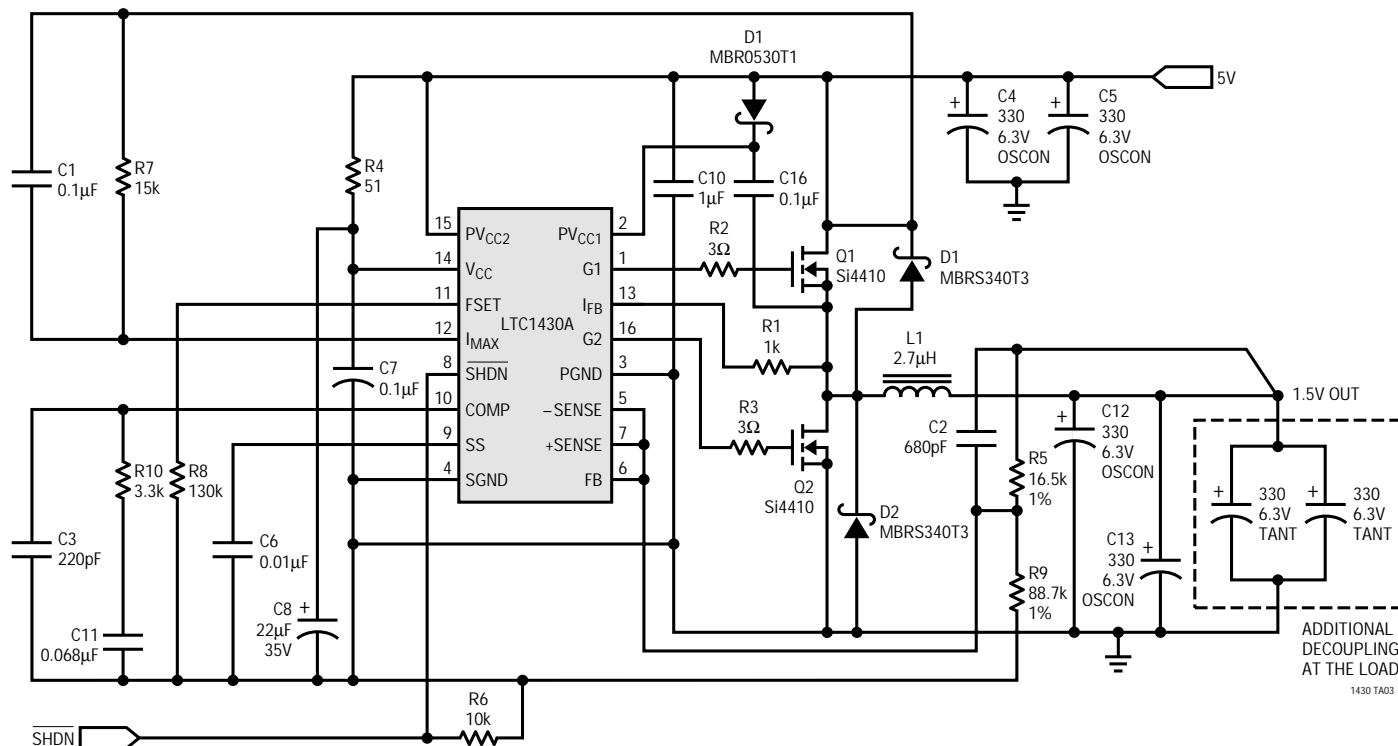 D1
MBR0530T1
5V
C4
330
6.3V
OSCON
+
C5
330
6.3V
OSCON
+
C1
0.1µF
R7
15k
R4
51
C10
1µF
C16
0.1µF
15
PVCC2
PVCC1
2
14
VCC
G1
1
11
FSET
IFB
13
LTC1430A
12
IMAX
G2
16
8
SHDN
PGND
3
10
COMP
–SENSE
5
9
SS
+SENSE
7
4
SGND
FB
6
R2
3Ω
Q1
Si4410
D1
MBRS340T3
R1
1k
L1
2.7µH
C7
0.1µF
R3
3Ω
Q2
Si4410
C2
680pF
R5
16.5k
1%
+
C12
330
6.3V
OSCON
1.5V OUT
R10
3.3k
R8
130k
D2
MBRS340T3
+
330
6.3V
TANT
+
330
6.3V
TANT
C3
220pF
C6
0.01µF
C13
330
6.3V
OSCON
+
R9
88.7k
1%
C8
22µF
35V
+
C11
0.068µF
ADDITIONAL
DECOUPLING
AT THE LOAD
1430 TA03
R6
10k
SHDN